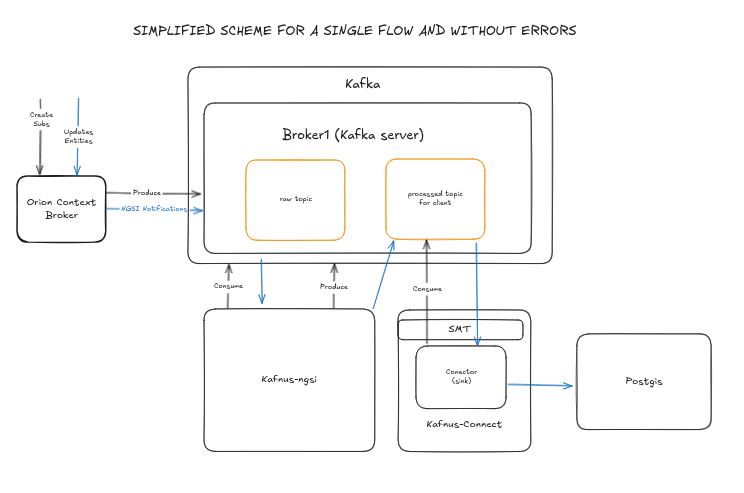 SIMPLIFIED SCHEME FOR A SINGLE FLOW AND WITHOUT ERRORS
Kafka
Create
Subs
Updates
Entities
Broker1 (Kafka server)
Orion Context
Broker
Produce
NGSI Notifications
raw topic
processed topic
for client
Consume
Produce
Consume
SMT
Kafnus-ngsi
Conector
(sink)
Postgis
Kafnus-Connect